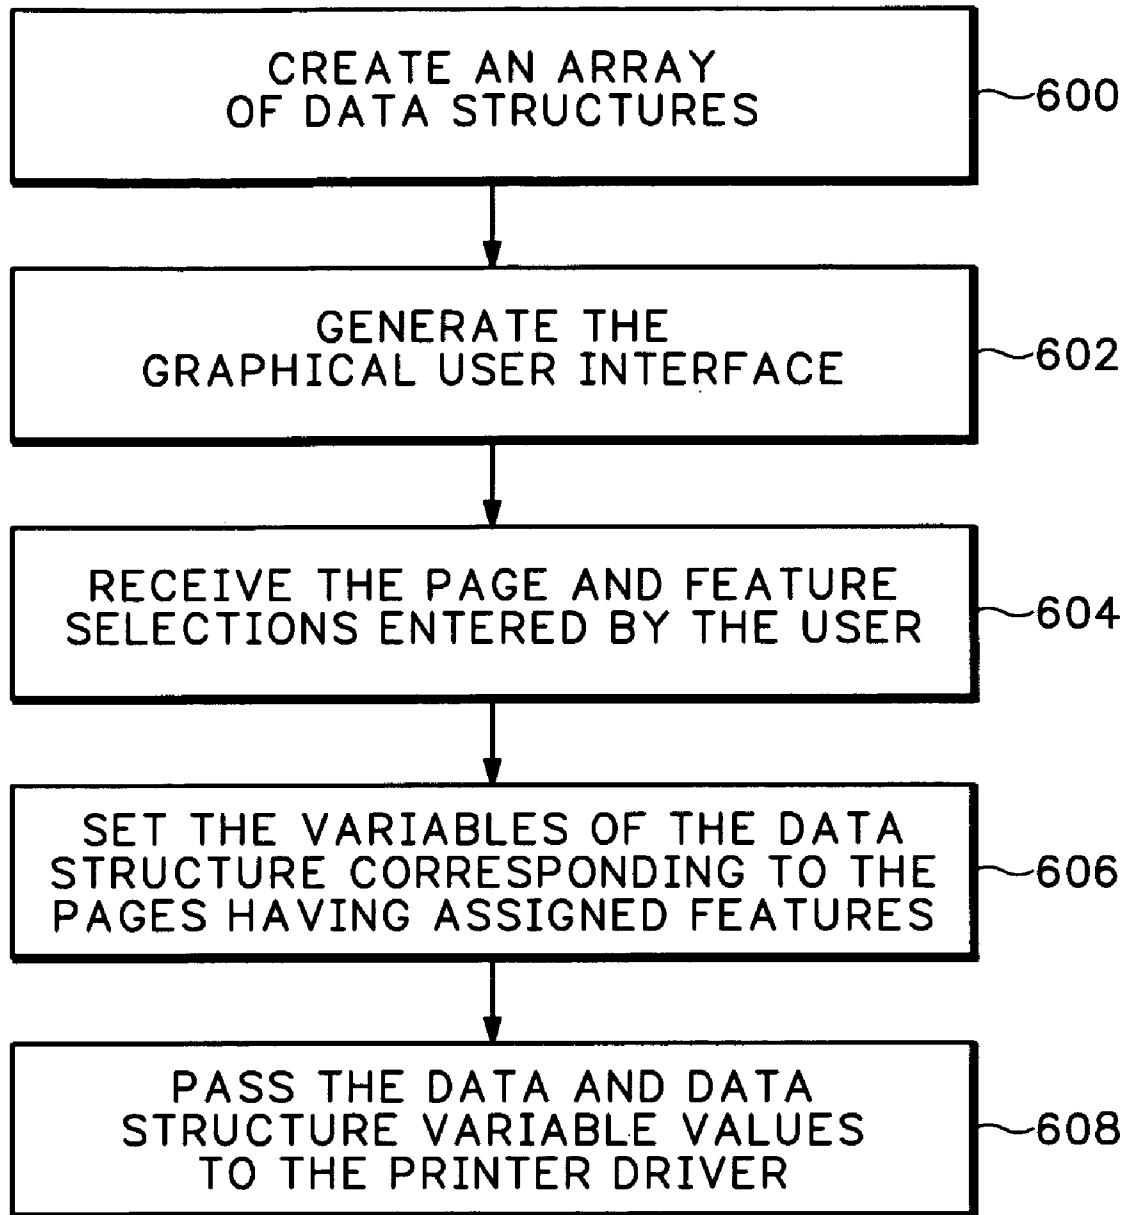 CREATE AN ARRAY
OF DATA STRUCTURES
600
GENERATE THE
GRAPHICAL USER INTERFACE
602
RECEIVE THE PAGE AND FEATURE
SELECTIONS ENTERED BY THE USER
604
SET THE VARIABLES OF THE DATA
STRUCTURE CORRESPONDING TO THE
PAGES HAVING ASSIGNED FEATURES
606
PASS THE DATA AND DATA
STRUCTURE VARIABLE VALUES
TO THE PRINTER DRIVER
608